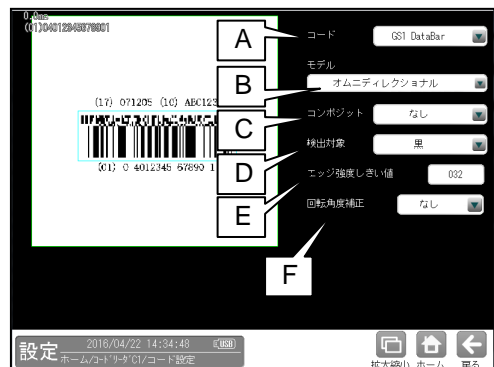 0.0ms
(01)04012345678901
(17) 071205 (10) ABC123
(01) 0 4012345 67890 1
A
B
C
D
E
F
コード
GS1 DataBar
モデル
オムニディレクショナル
コンポジット
なし
検出対象
黒
エッジ強度しきい値
032
回転角度補正
なし
設定
2016/04/22 14:34:48
USB
ホーム/コードリーダC1/コード設定
拡大縮小
ホーム
戻る